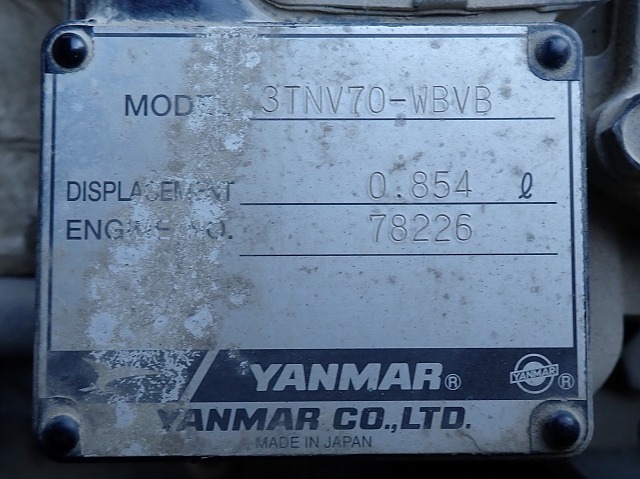 MODEL 3TNV70-WBVB
DISPLACEMENT 0.854 ℓ
ENGINE NO. 78226
YANMAR® YANMAR ®
YANMAR CO.,LTD.
MADE IN JAPAN